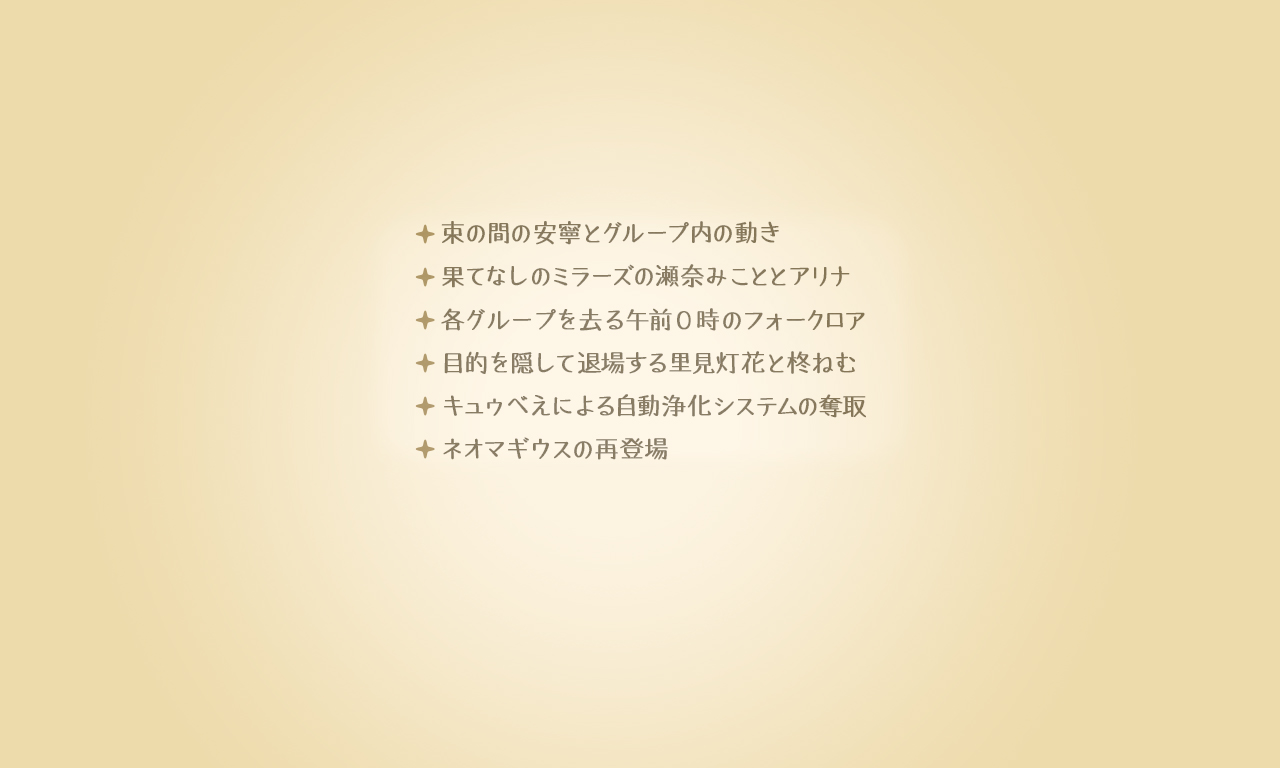 束の間の安寧とグループ内の動き
果てなしのミラーズの瀬奈みこととアリナ
各グループを去る午前０時のフォークロア
目的を隠して退場する里見灯花と柊ねむ
キュゥべえによる自動浄化システムの奪取
ネオマギウスの再登場